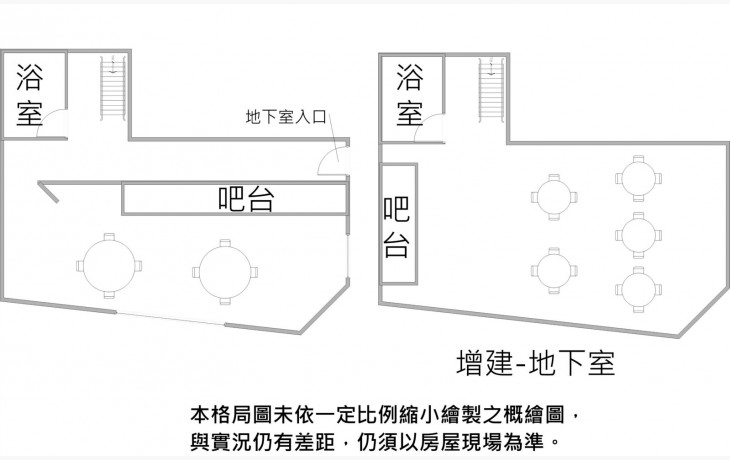 浴
室
地下室入口
吧台
浴
室
吧
台
增建-地下室
本格局圖未依一定比例縮小繪製之概繪圖，
與實況仍有差距，仍須以房屋現場為準。